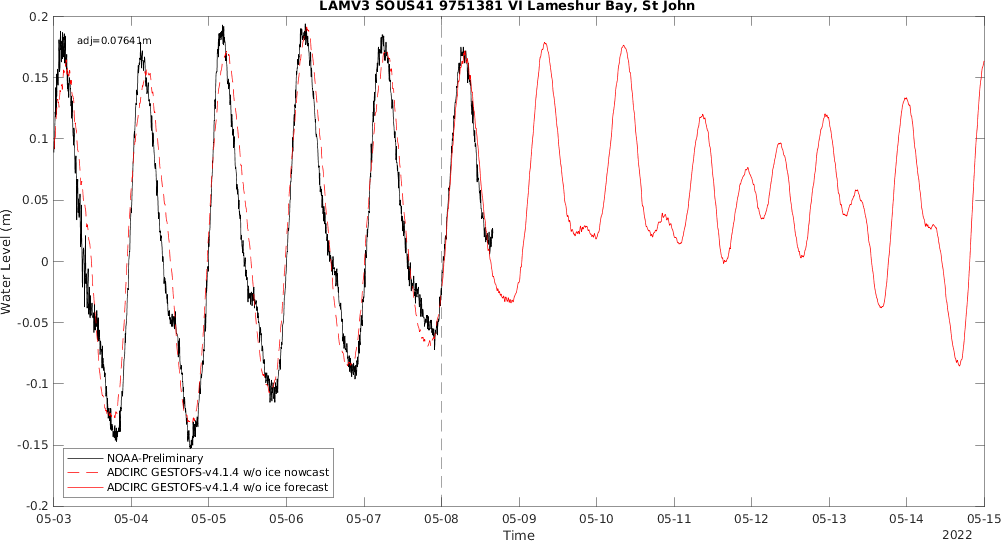 LAMV3 SOUS41 9751381 VI Lameshur Bay, St John
adj=0.07641m
0.2
0.15
0.1
0.05
0
-0.05
-0.1
-0.15
-0.2
Water Level (m)
NOAA-Preliminary
ADCIRC GESTOFS-v4.1.4 w/o ice nowcast
ADCIRC GESTOFS-v4.1.4 w/o ice forecast
05-03 05-04 05-05 05-06 05-07 05-08 05-09 05-10 05-11 05-12 05-13 05-14 05-15
Time
2022